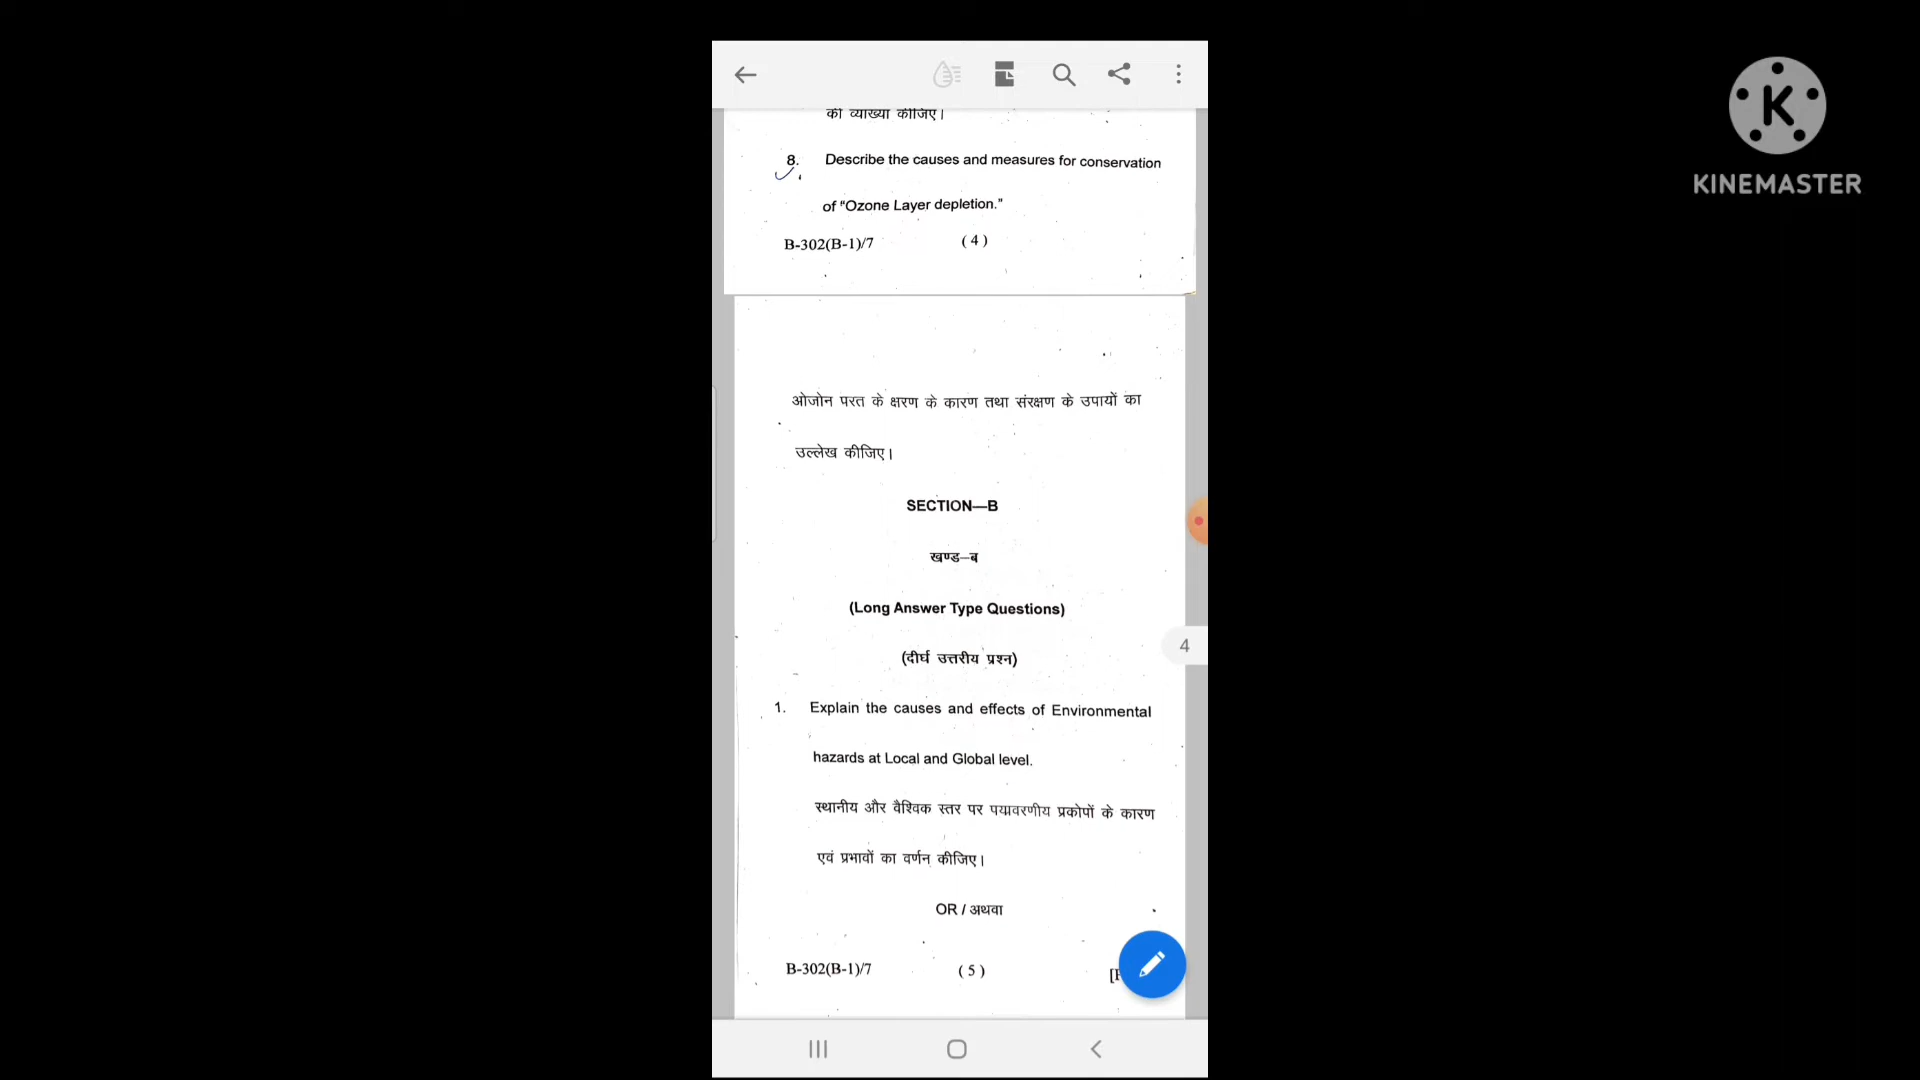 की व्याख्या कीजिए।
8. Describe the causes and measures for conservation
of “Ozone Layer depletion.”
B-302(B-1)/7 ( 4 )
ओजोन परत के क्षरण के कारण तथा संरक्षण के उपायों का
उल्लेख कीजिए।
SECTION—B
खण्ड—ब
(Long Answer Type Questions)
(दीर्घ उत्तरीय प्रश्न)
4
1. Explain the causes and effects of Environmental
hazards at Local and Global level.
स्थानीय और वैश्विक स्तर पर पर्यावरणीय प्रकोपों के कारण
एवं प्रभावों का वर्णन कीजिए।
OR / अथवा
B-302(B-1)/7 ( 5 )
K
KINEMASTER